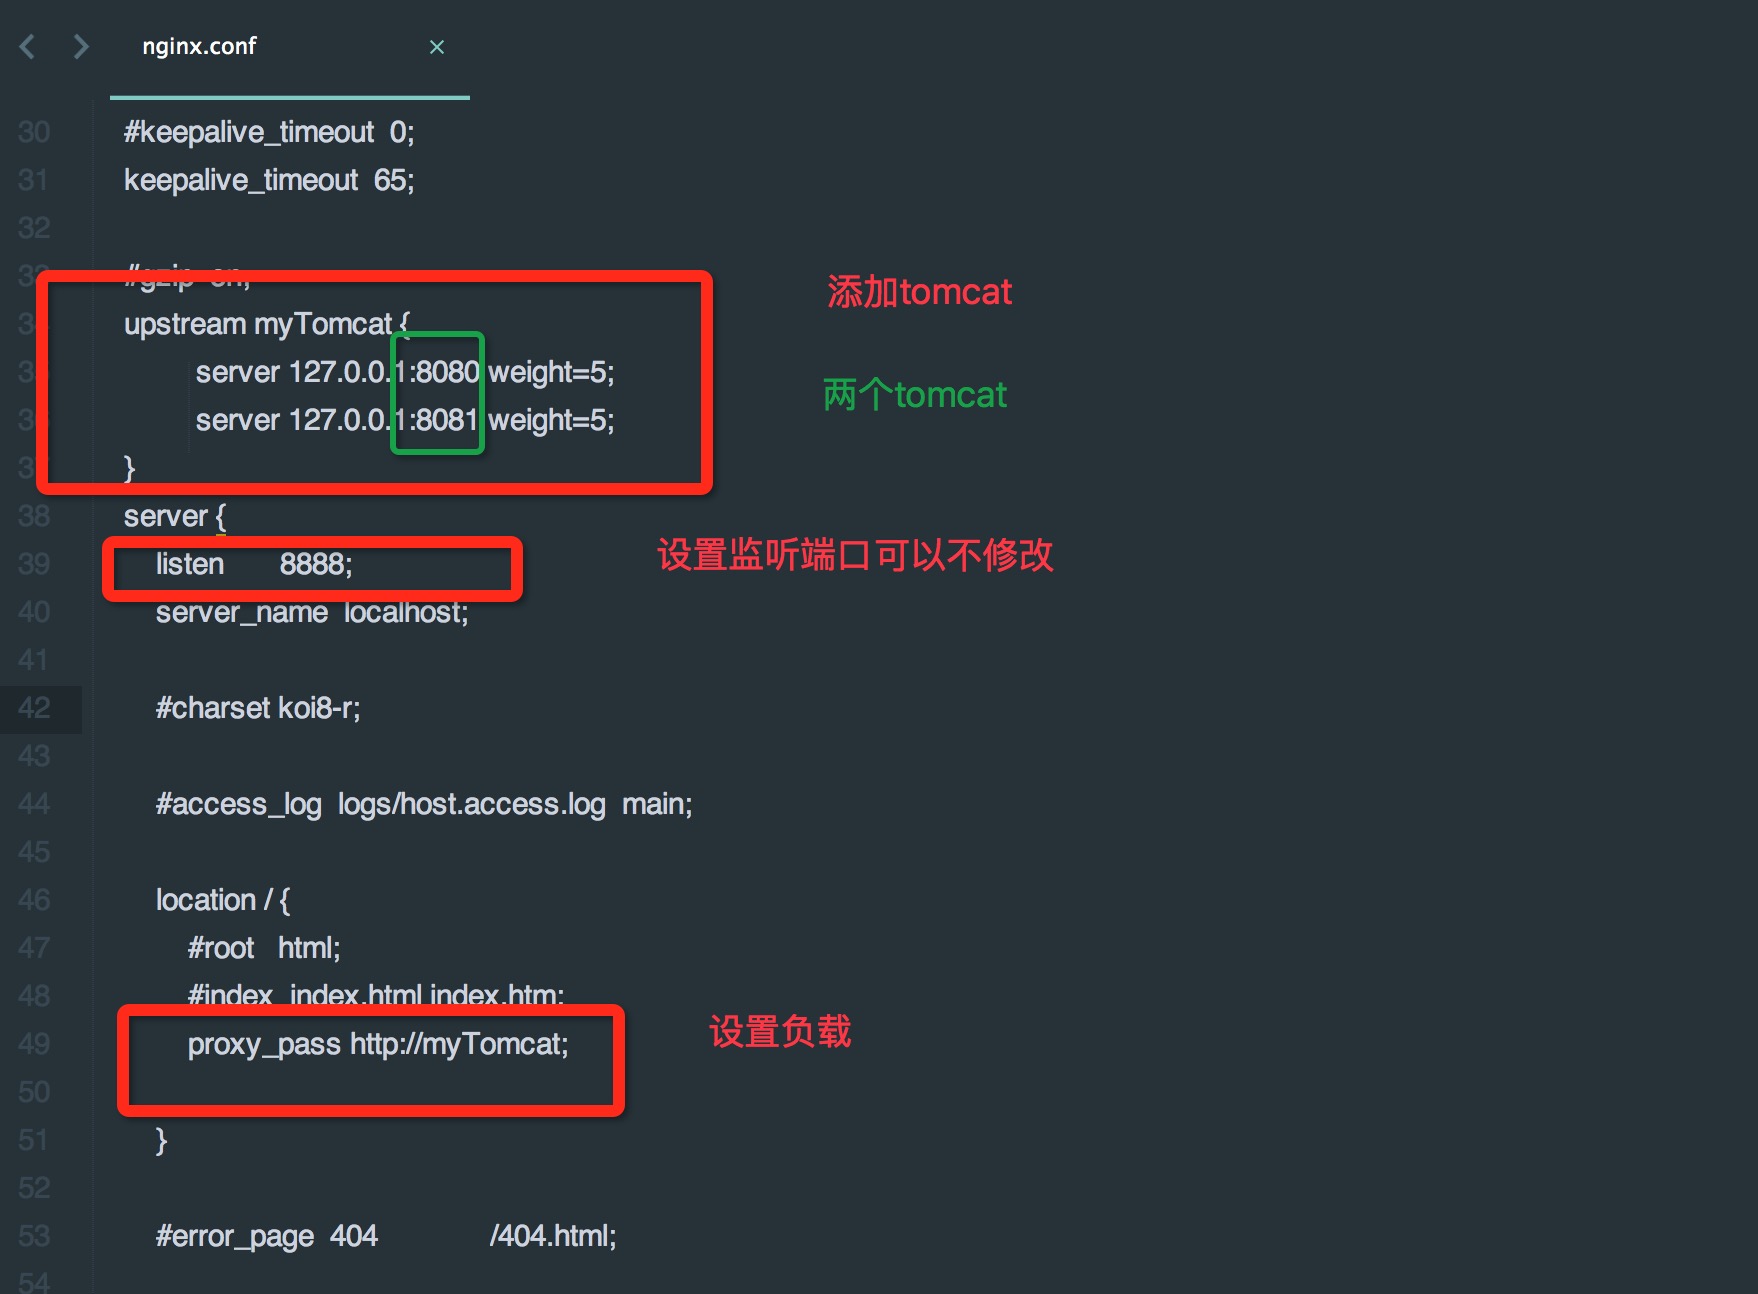 nginx.conf
30 #keepalive_timeout  0;
31 keepalive_timeout  65;
32
33 #gzip  on;
添加tomcat
34 upstream myTomcat {
35 server 127.0.0.1:8080 weight=5;
两个tomcat
36 server 127.0.0.1:8081 weight=5;
37 }
38 server {
39 listen       8888;
设置监听端口可以不修改
40 server_name  localhost;
41
42 #charset koi8-r;
43
44 #access_log  logs/host.access.log  main;
45
46 location / {
47 #root   html;
48 #index  index.html index.htm;
49 proxy_pass http://myTomcat;
设置负载
50
51 }
52
53 #error_page  404              /404.html;
54